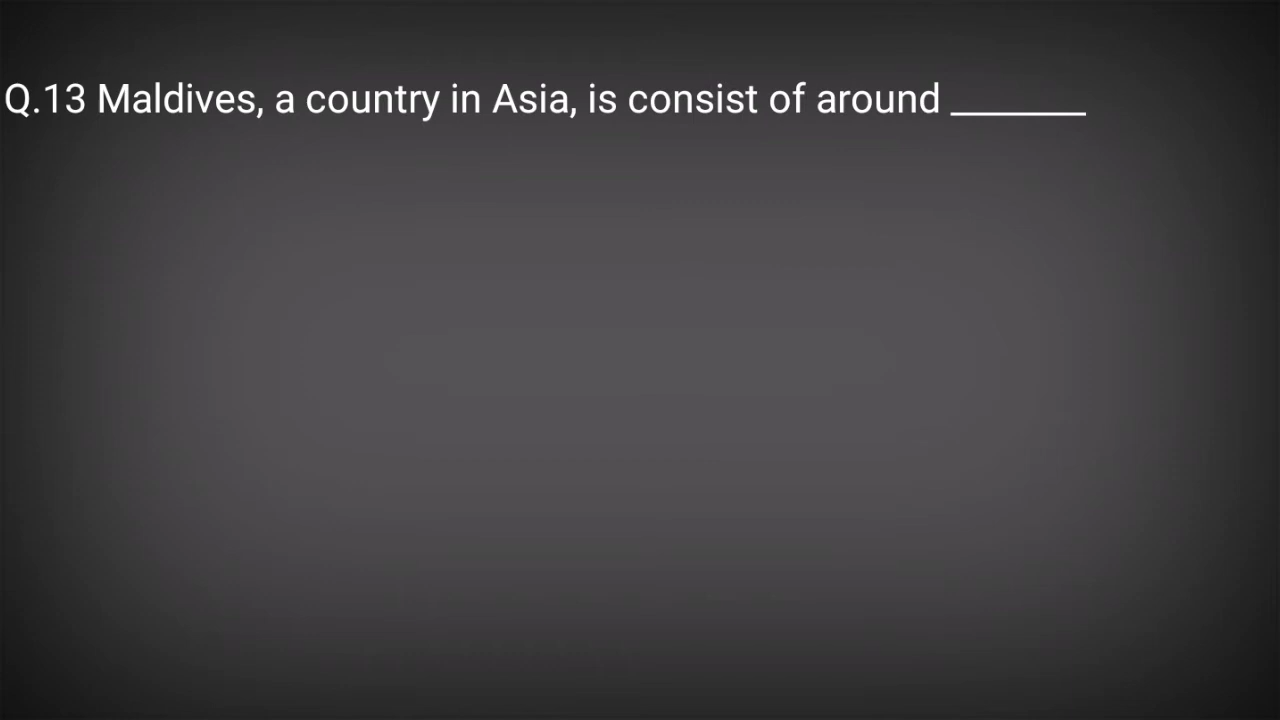 Q.13 Maldives, a country in Asia, is consist of around _______